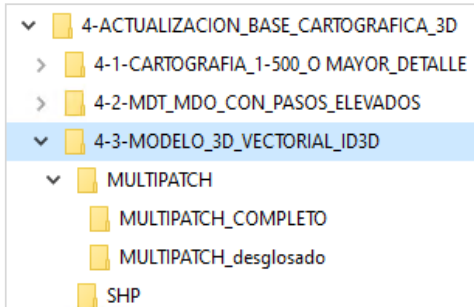 4-ACTUALIZACION_BASE_CARTOGRAFICA_3D
4-1-CARTOGRAFIA_1-500_O MAYOR_DETALLE
4-2-MDT_MDO_CON_PASOS_ELEVADOS
4-3-MODELO_3D_VECTORIAL_ID3D
MULTIPATCH
MULTIPATCH_COMPLETO
MULTIPATCH_desglosado
SHP